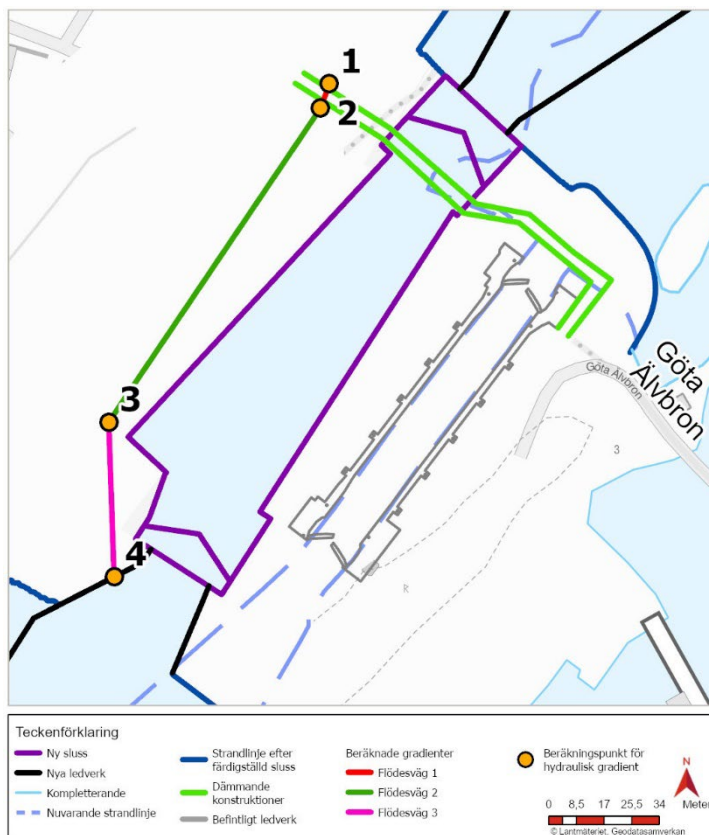 1
2
3
4
Göta
Älvbron
Göta Älvbron
3
R
Teckenförklaring
Ny sluss
Nya ledverk
Kompletterande
Nuvarande strandlinje
Strandlinje efter
färdigställd sluss
Dämmande
konstruktioner
Befintligt ledverk
Beräknade gradienter
Flödesväg 1
Flödesväg 2
Flödesväg 3
Beräkningspunkt för
hydraulisk gradient
N
0 8,5 17 25,5 34 Meter
© Lantmäteriet, Geodatasamverkan